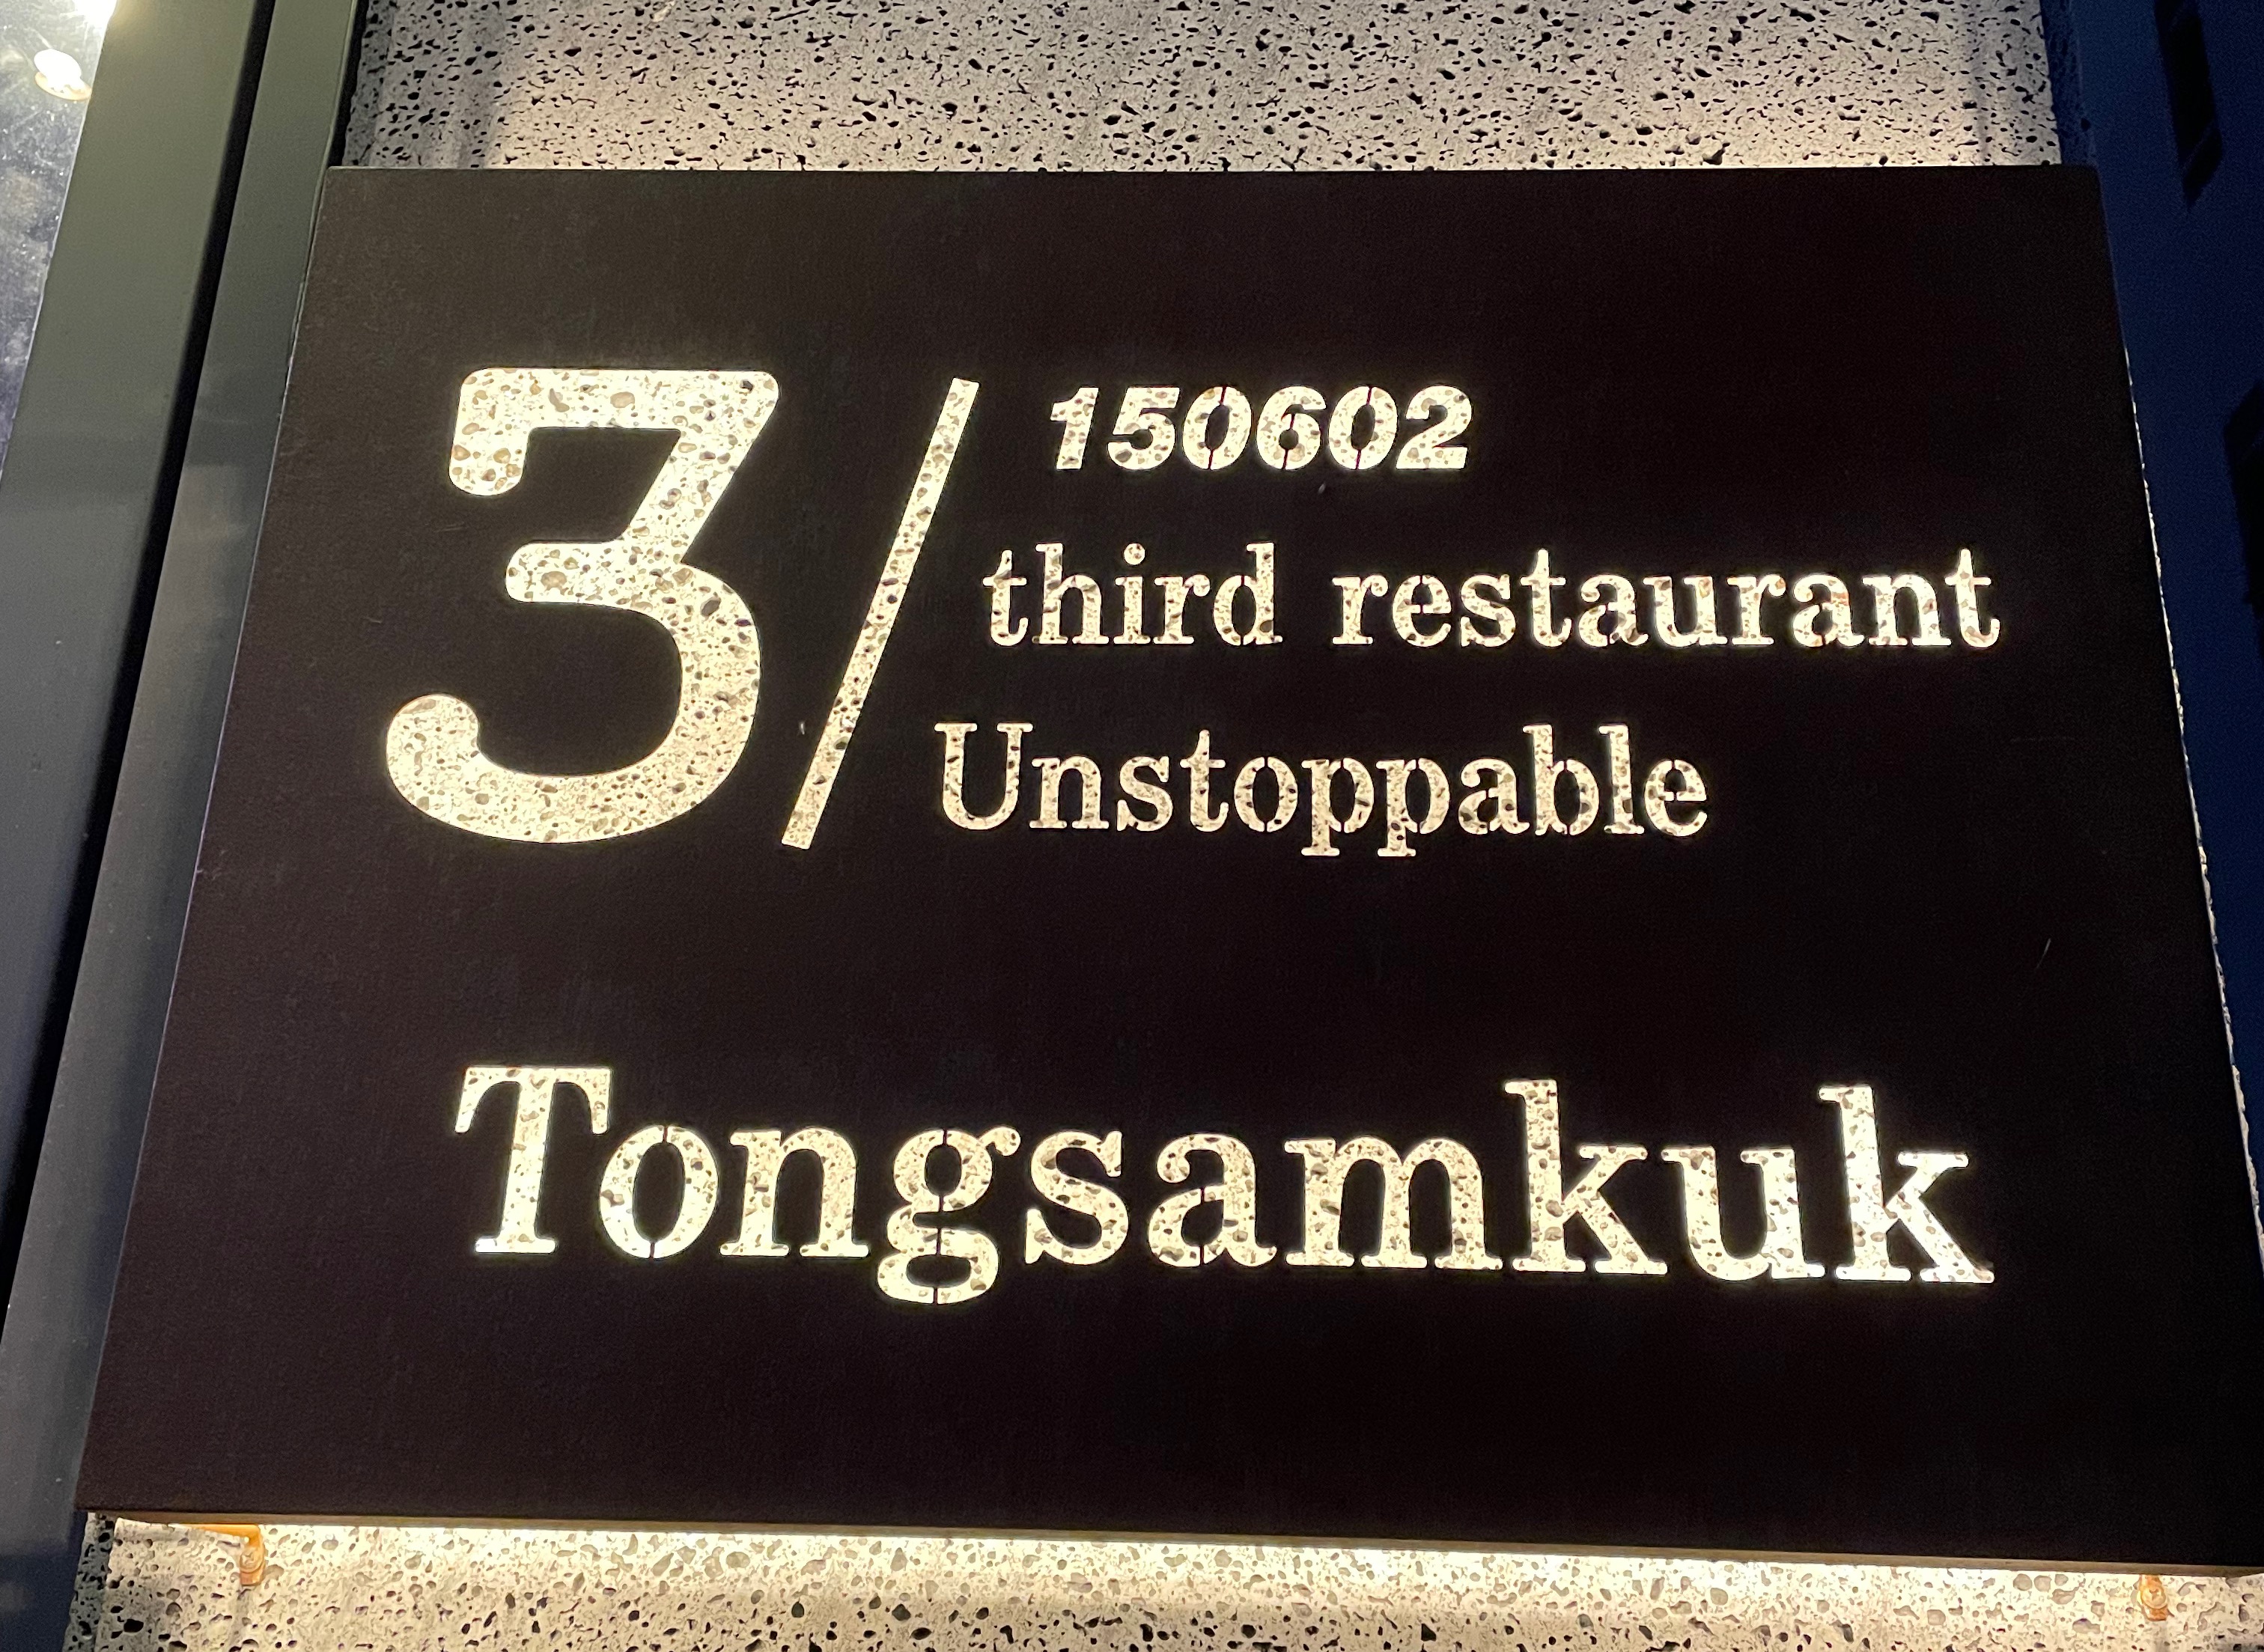 3/
150602
third restaurant
Unstoppable
Tongsamkuk